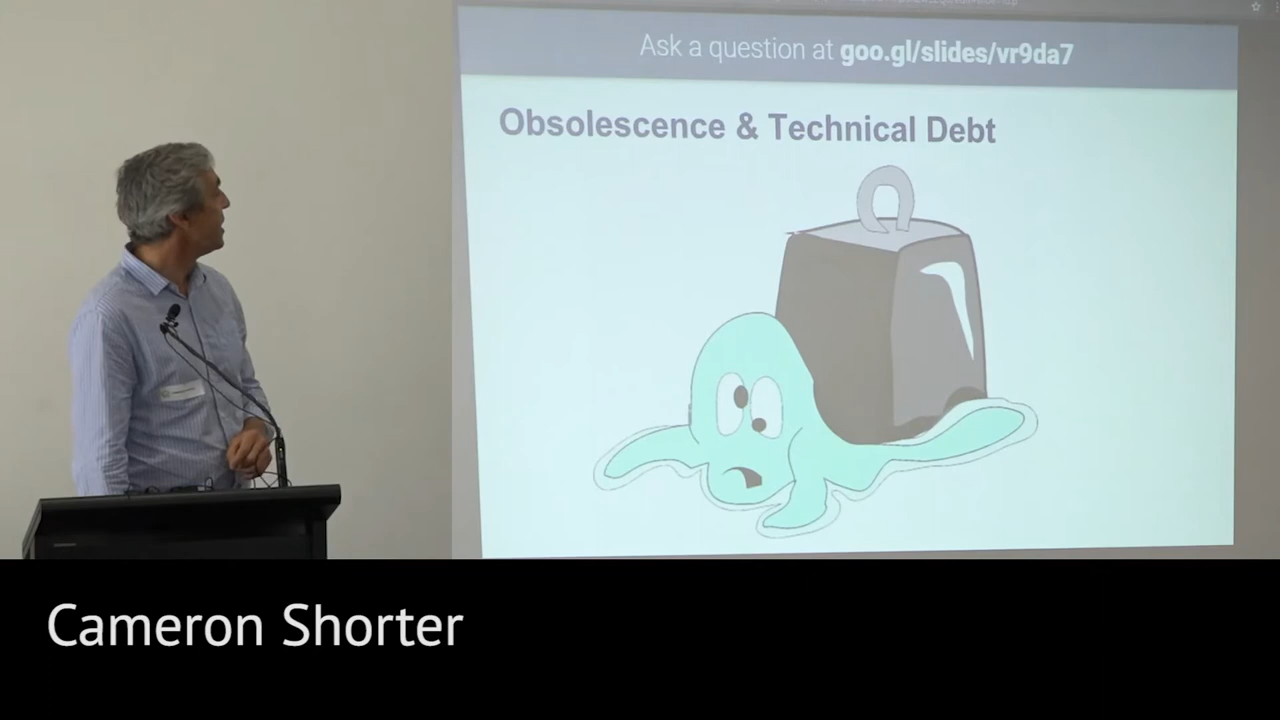 Ask a question at goo.gl/slides/vr9da7
Obsolescence & Technical Debt
Cameron Shorter